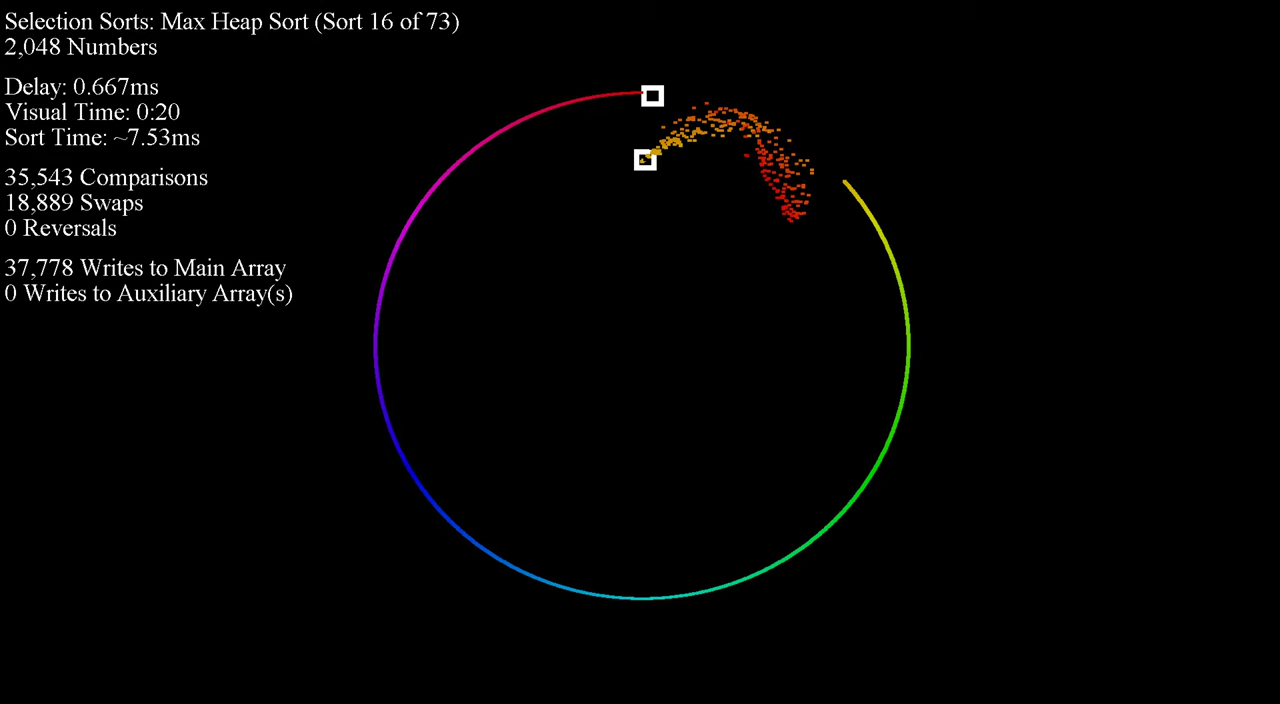 Selection Sorts: Max Heap Sort (Sort 16 of 73)
2,048 Numbers
Delay: 0.667ms
Visual Time: 0:20
Sort Time: ~7.53ms
35,543 Comparisons
18,889 Swaps
0 Reversals
37,778 Writes to Main Array
0 Writes to Auxiliary Array(s)